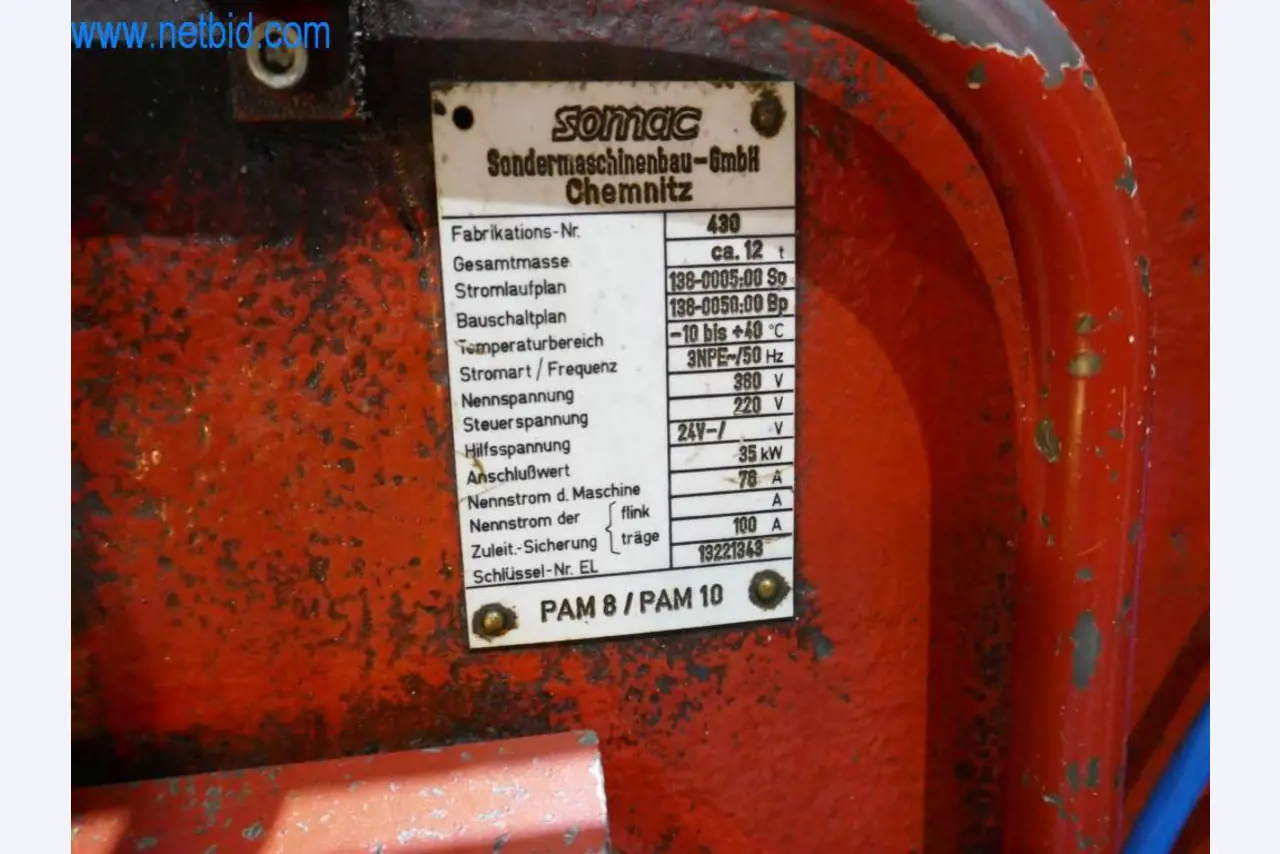 www.netbid.com
somac
Sondermaschinenbau-GmbH
Chemnitz
Fabrikations-Nr. 430
Gesamtmasse ca. 12 t
Stromlaufplan 138-0005:00 Sp
Bauschaltplan 138-0050:00 Bp
Temperaturbereich -10 bis +40 °C
Stromart / Frequenz 3NPE~/50 Hz
Nennspannung 380 V
Steuerspannung 220 V
Hilfsspannung 24V-/ V
Anschlußwert 35 kW
Nennstrom d. Maschine 78 A
Nennstrom der flink A
Zuleit.-Sicherung träge 100 A
Schlüssel-Nr. EL 13221343
PAM 8 / PAM 10